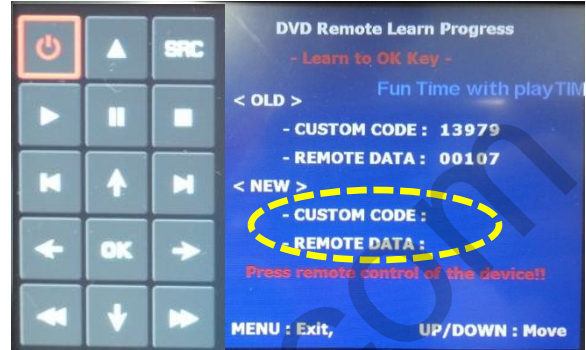 SRC
OK
DVD Remote Learn Progress
- Learn to OK Key -
Fun Time with playTIM
< OLD >
- CUSTOM CODE : 13979
- REMOTE DATA : 00107
< NEW >
- CUSTOM CODE :
- REMOTE DATA :
Press remote control of the device!!
MENU : Exit, UP/DOWN : Move
com